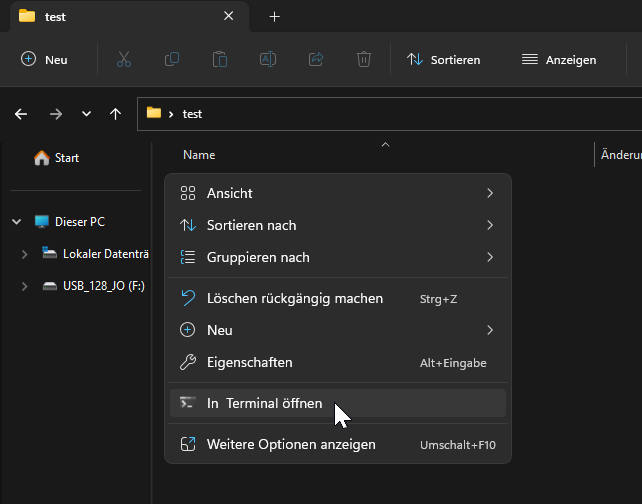 test
Neu
Sortieren
Anzeigen
test
Start
Name
Änderu
Dieser PC
Lokaler Datenträ
USB_128_JO (F:)
Ansicht
Sortieren nach
Gruppieren nach
Löschen rückgängig machen Strg+Z
Neu
Eigenschaften Alt+Eingabe
In  Terminal öffnen
Weitere Optionen anzeigen Umschalt+F10